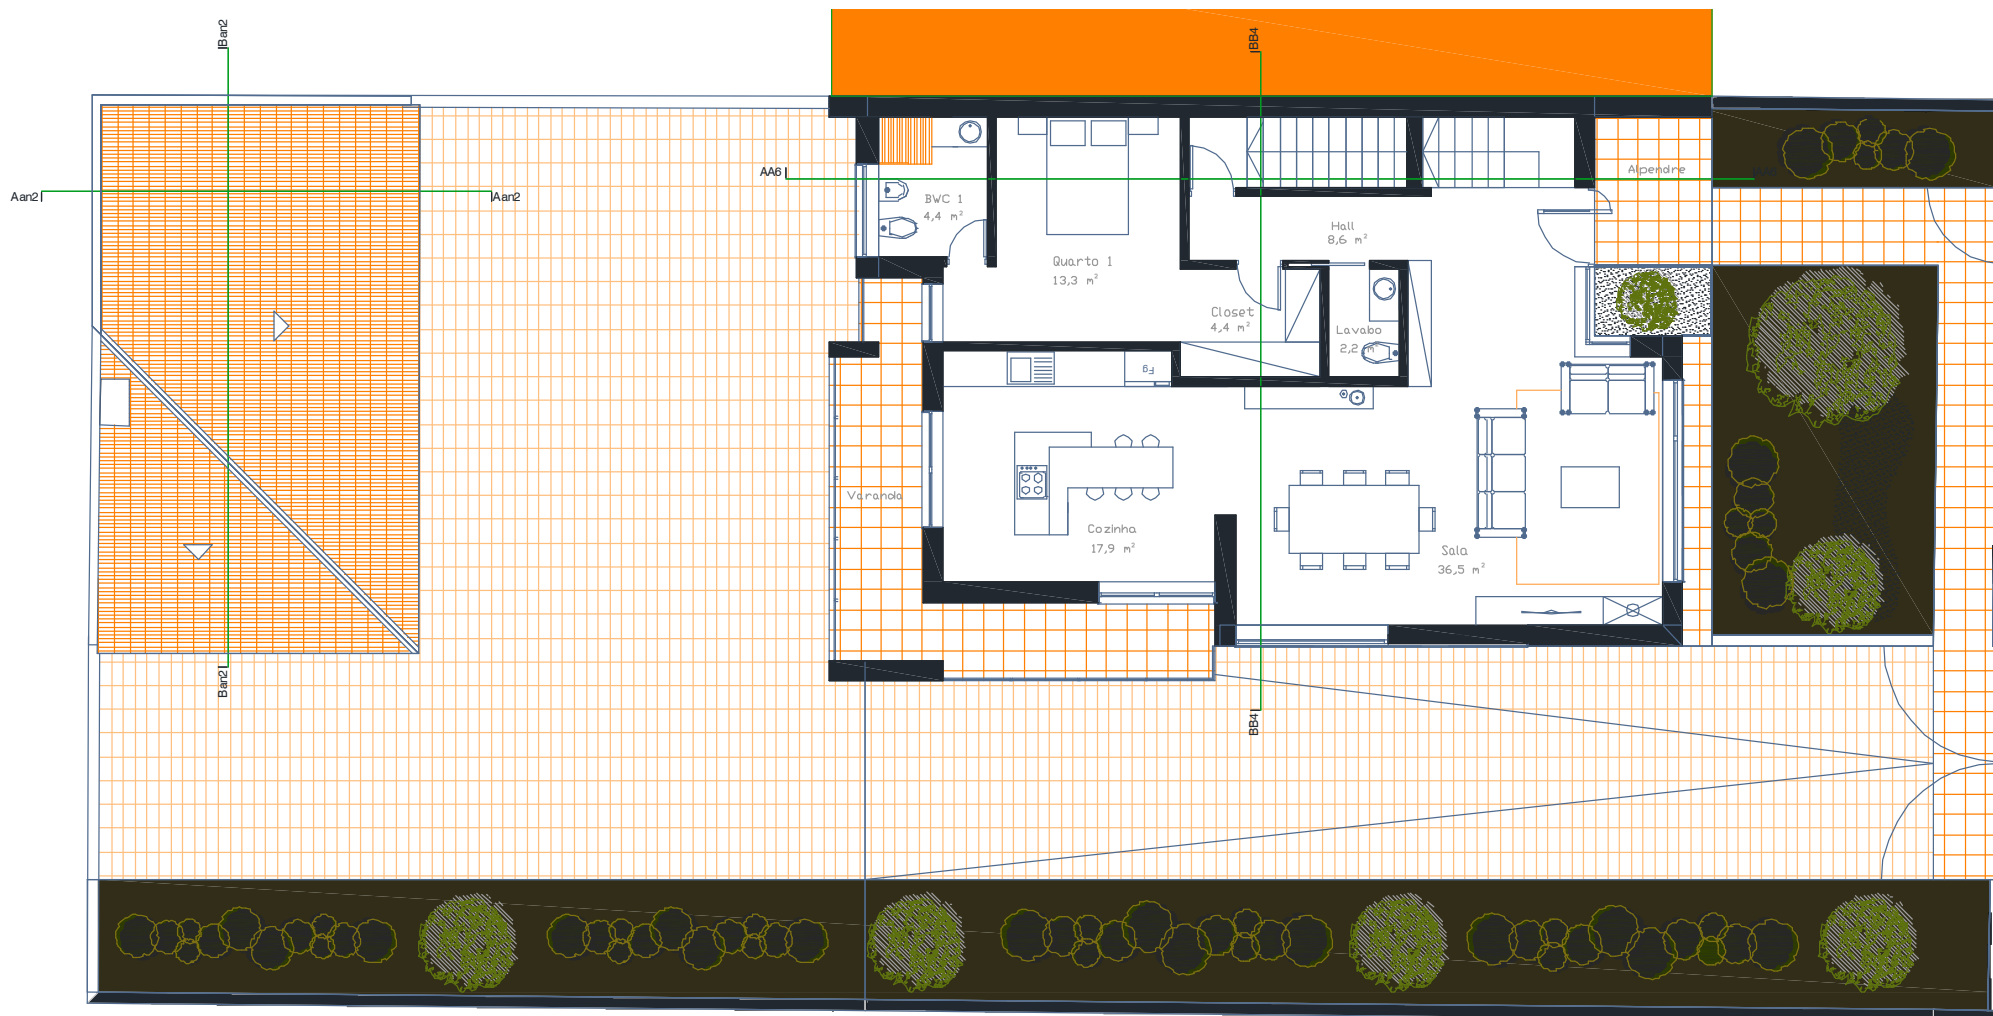 Ban2
BB4
AA6
Aan2
Aan2
Alpendre
BWC 1
4,4 m²
Hall
8,6 m²
Quarto 1
13,3 m²
Closet
4,4 m²
Lavabo
2,2 m²
Fg
Varanda
Cozinha
17,9 m²
Sala
36,5 m²
Ban2
BB4